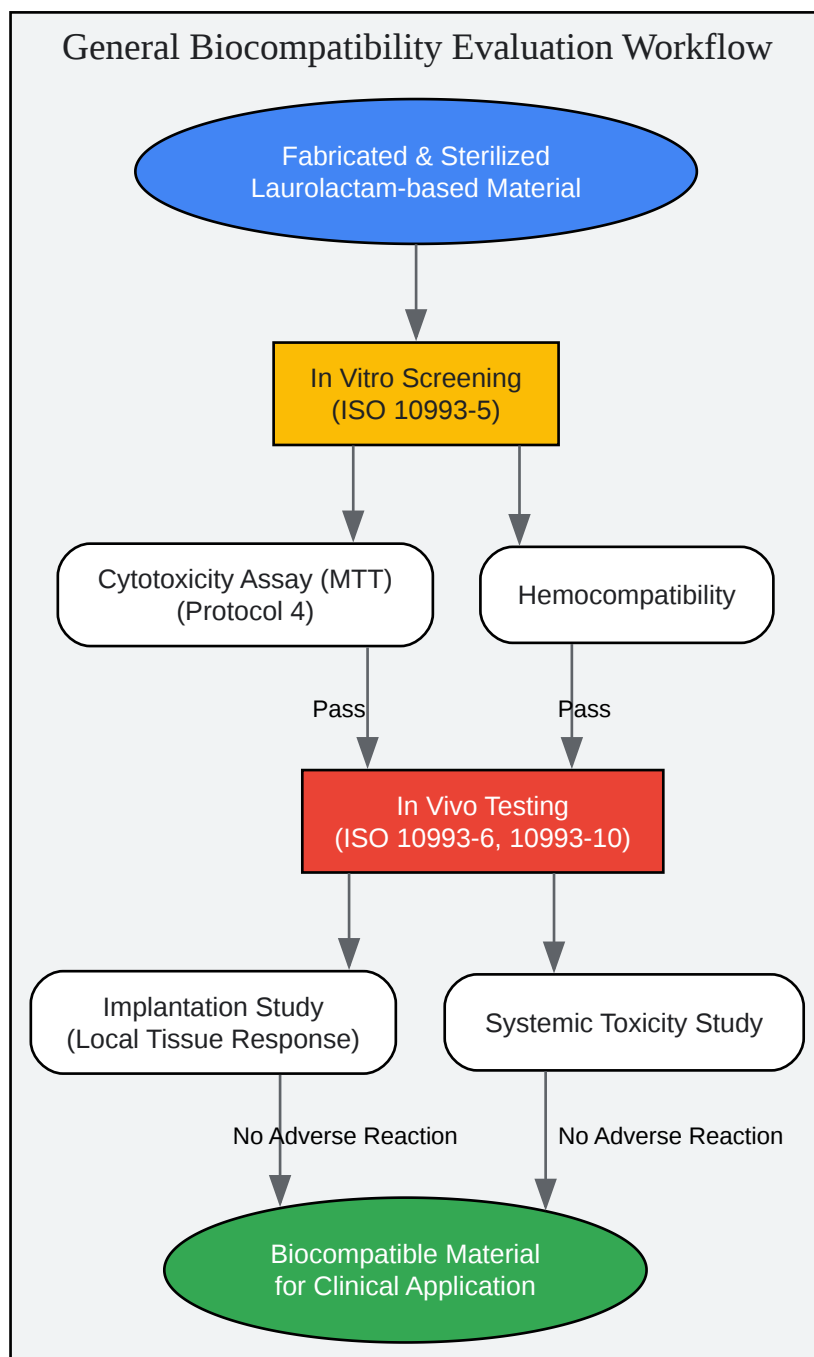 General Biocompatibility Evaluation Workflow
Fabricated & Sterilized
Laurolactam-based Material
In Vitro Screening
(ISO 10993-5)
Cytotoxicity Assay (MTT)
(Protocol 4)
Hemocompatibility
Pass
Pass
In Vivo Testing
(ISO 10993-6, 10993-10)
Implantation Study
(Local Tissue Response)
Systemic Toxicity Study
No Adverse Reaction
No Adverse Reaction
Biocompatible Material
for Clinical Application